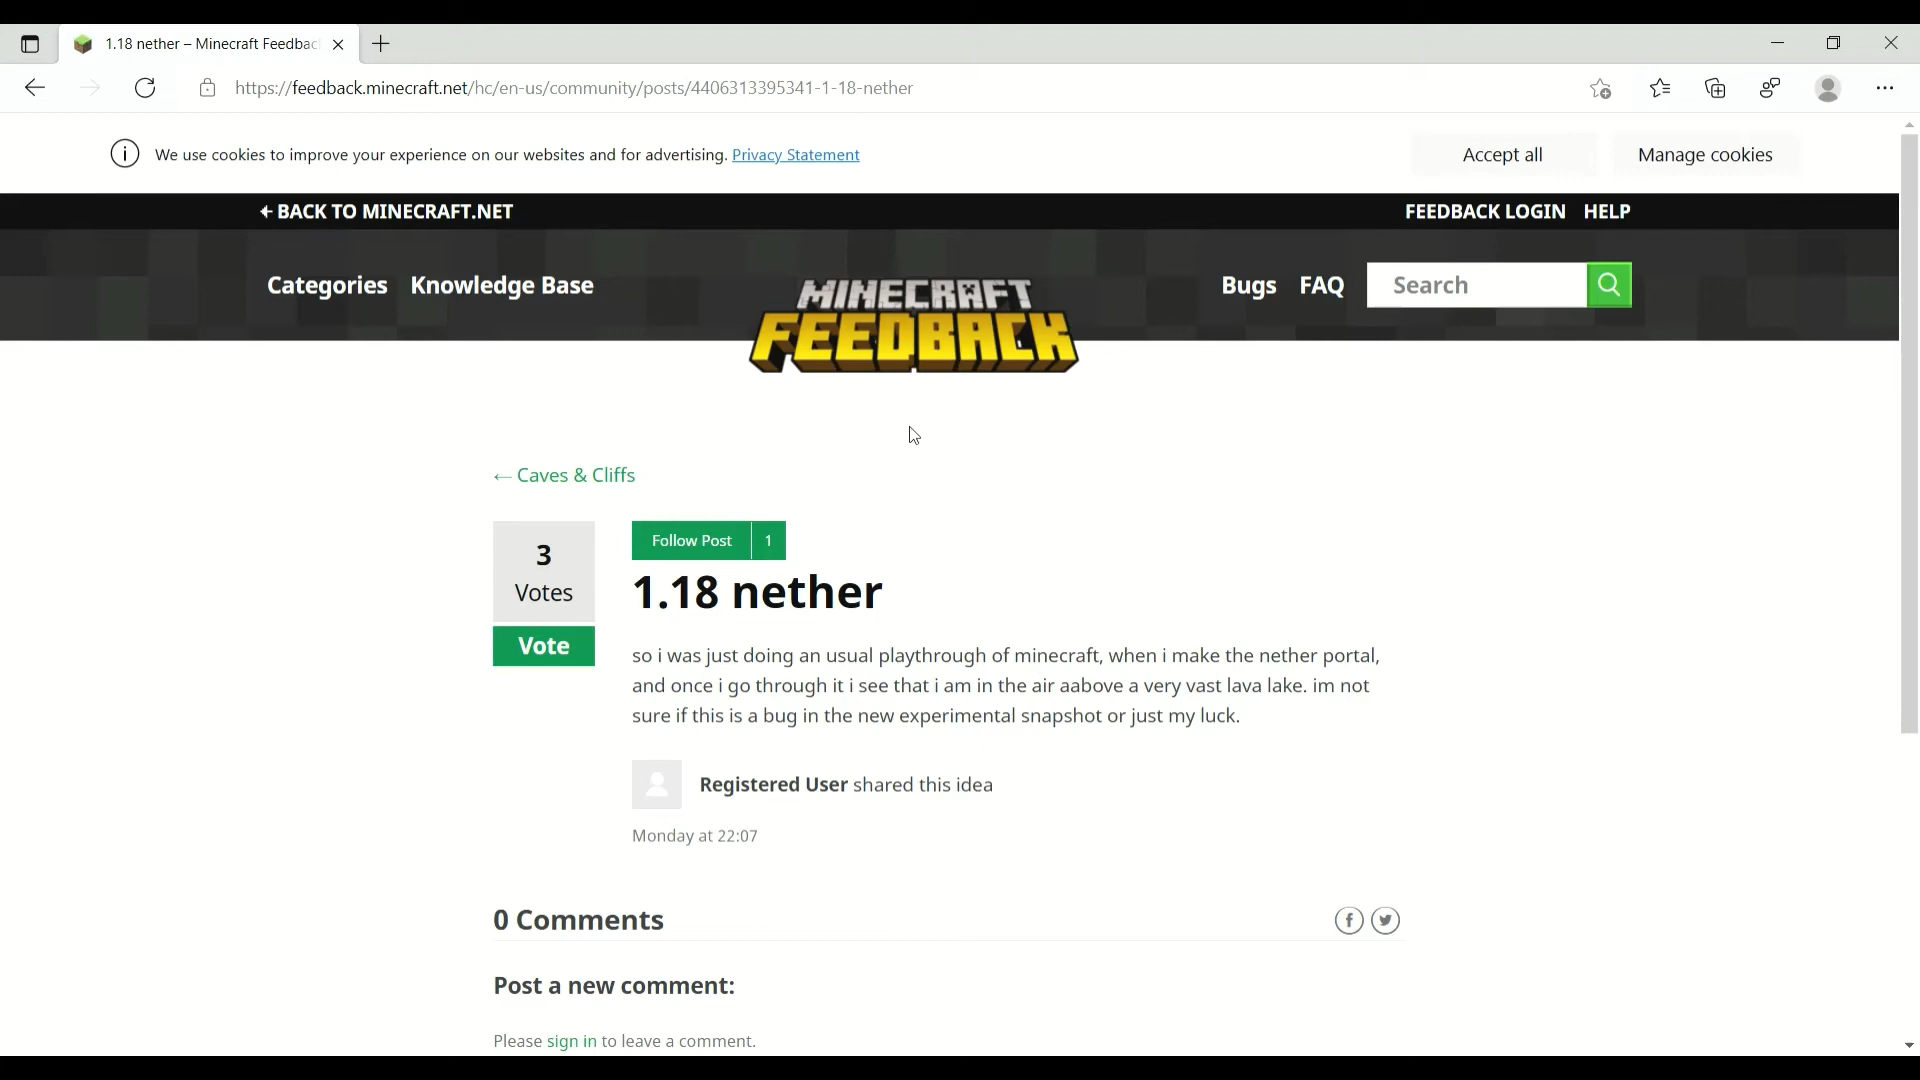 1.18 nether – Minecraft Feedbac
https://feedback.minecraft.net/hc/en-us/community/posts/4406313395341-1-18-nether
We use cookies to improve your experience on our websites and for advertising. Privacy Statement
Accept all
Manage cookies
BACK TO MINECRAFT.NET
FEEDBACK LOGIN HELP
Categories Knowledge Base
MINECRAFT
FEEDBACK
Bugs FAQ Search
← Caves & Cliffs
3
Votes
Vote
Follow Post 1
1.18 nether
so i was just doing an usual playthrough of minecraft, when i make the nether portal,
and once i go through it i see that i am in the air aabove a very vast lava lake. im not
sure if this is a bug in the new experimental snapshot or just my luck.
Registered User shared this idea
Monday at 22:07
0 Comments
Post a new comment:
Please sign in to leave a comment.